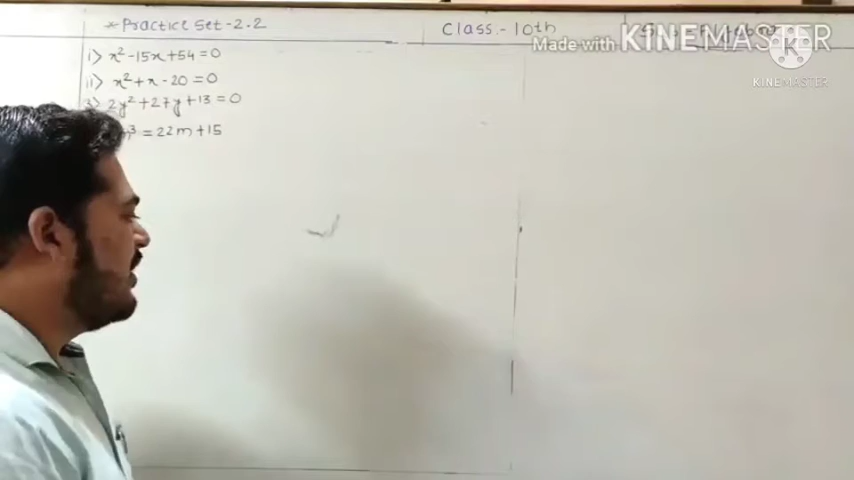 *Practice Set-2.2
Class:- 10th
Made with KINEMASTER
K
KINEMASTER
1) x²-15x+54=0
11) x²+x-20=0
3) 2y²+27y+13=0
=22m+15